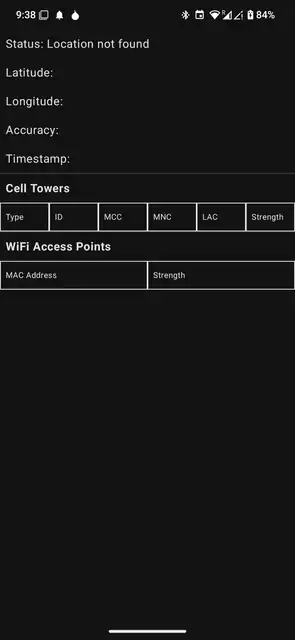 9:38 84%
Status: Location not found
Latitude:
Longitude:
Accuracy:
Timestamp:
Cell Towers
Type ID MCC MNC LAC Strength
WiFi Access Points
MAC Address Strength